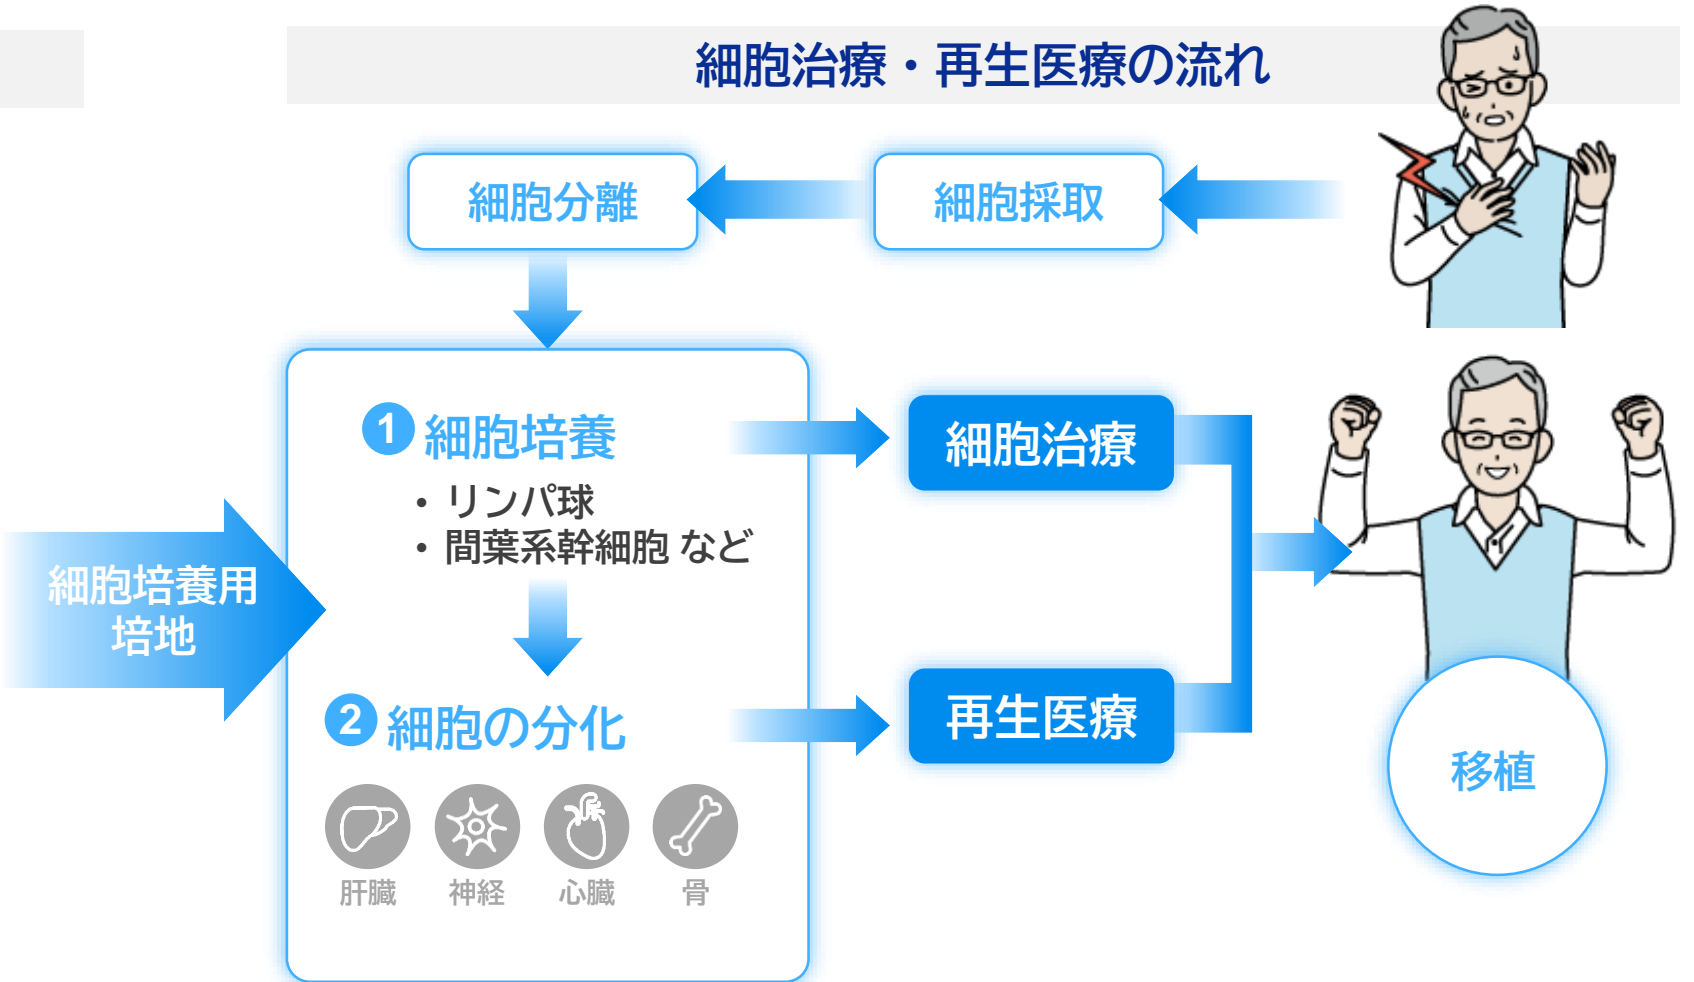 細胞治療・再生医療の流れ
細胞分離
細胞採取
❶ 細胞培養
・リンパ球
・間葉系幹細胞 など
細胞培養用
培地
❷ 細胞の分化
肝臓
神経
心臓
骨
細胞治療
再生医療
移植